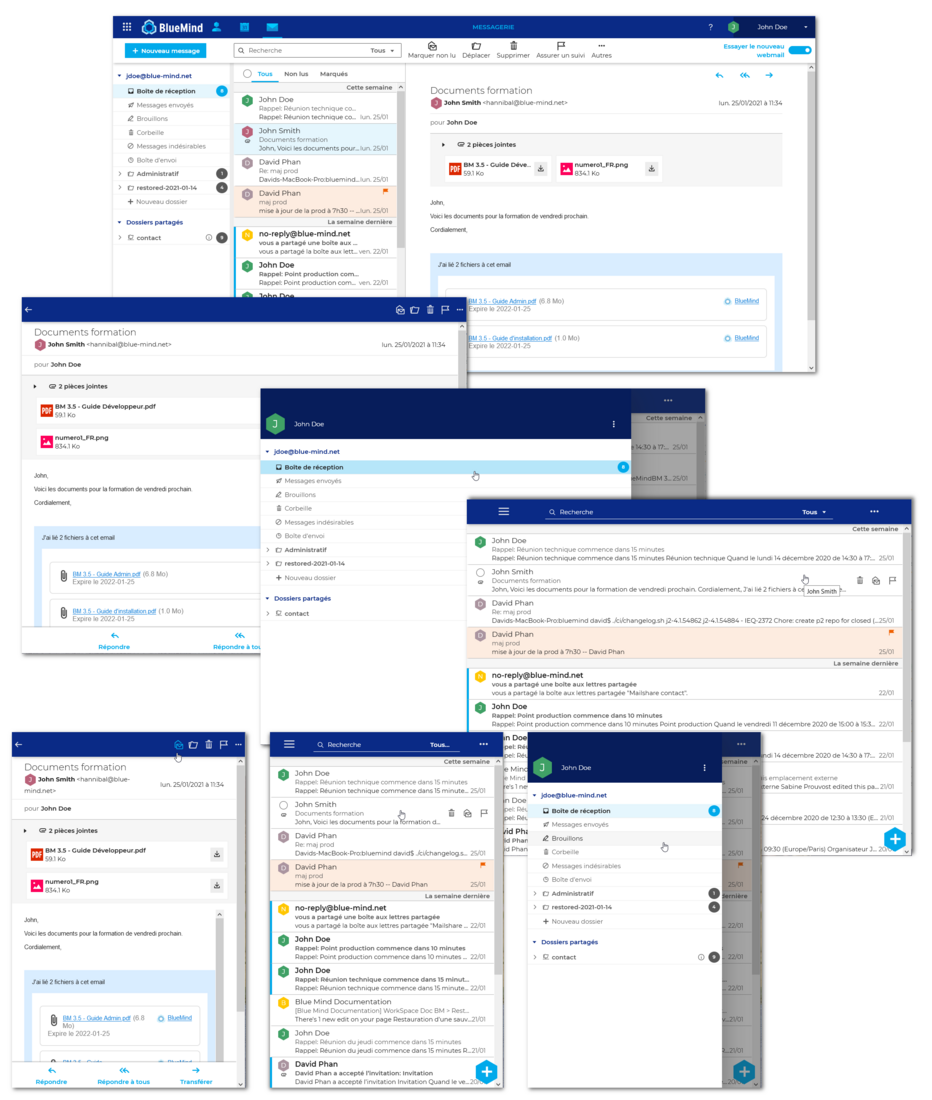 BlueMind
MESSAGERIE
?
J
John Doe
+ Nouveau message
Recherche
Tous
Marquer non lu
Déplacer
Supprimer
Assurer un suivi
Autres
Essayer le nouveau
webmail
jdoe@blue-mind.net
Boîte de réception
8
Messages envoyés
Brouillons
Corbeille
Messages indésirables
Boîte d'envoi
Administratif
1
restored-2021-01-14
4
+ Nouveau dossier
Dossiers partagés
contact
9
Tous
Non lus
Marqués
Cette semaine
J
John Doe
Rappel: Réunion technique co...
Rappel: Réunion technique co... lun. 25/01
J
John Smith
Documents formation
John, Voici les documents pour... lun. 25/01
D
David Phan
Re: maj prod
Davids-MacBook-Pro:bluemind... lun. 25/01
D
David Phan
maj prod
mise à jour de la prod à 7h30 -- ... lun. 25/01
La semaine dernière
N
no-reply@blue-mind.net
vous a partagé une boîte aux ...
vous a partagé la boîte aux lett... ven. 22/01
J
John Doe
Rappel: Point production com...
Rappel: Point production com... ven. 22/01
John Doe
Documents formation
J
John Smith <hannibal@blue-mind.net>
lun. 25/01/2021 à 11:34
pour John Doe
2 pièces jointes
PDF
BM 3.5 - Guide Déve...
59.1 Ko
numero1_FR.png
834.1 Ko
John,
Voici les documents pour la formation de vendredi prochain.
Cordialement,
J'ai lié 2 fichiers à cet email
BM 3.5 - Guide Admin.pdf (6.8 Mo)
Expire le 2022-01-25
BlueMind
BM 3.5 - Guide d'installation.pdf (1.0 Mo)
Expire le 2022-01-25
BlueMind
Documents formation
J
John Smith <hannibal@blue-mind.net>
lun. 25/01/2021 à 11:34
pour John Doe
2 pièces jointes
PDF
BM 3.5 - Guide Développeur.pdf
59.1 Ko
numero1_FR.png
834.1 Ko
John,
Voici les documents pour la formation de vendredi prochain.
Cordialement,
J'ai lié 2 fichiers à cet email
BM 3.5 - Guide Admin.pdf (6.8 Mo)
Expire le 2022-01-25
BM 3.5 - Guide d'installation.pdf (1.0 Mo)
Expire le 2022-01-25
Répondre
Répondre à tou
J
John Doe
jdoe@blue-mind.net
Boîte de réception
8
Messages envoyés
Brouillons
Corbeille
Messages indésirables
Boîte d'envoi
Administratif
restored-2021-01-14
+ Nouveau dossier
Dossiers partagés
contact
Cette semaine
14:30 à 17:... 25/01
eMindBM 3... 25/01
Recherche
Tous
Cette semaine
J
John Doe
Rappel: Réunion technique commence dans 15 minutes
Rappel: Réunion technique commence dans 15 minutes Réunion technique Quand le lundi 14 décembre 2020 de 14:30 à 17:... 25/01
John Smith
Documents formation
John, Voici les documents pour la formation de vendredi prochain. Cordialement, J'ai lié 2 fichiers à ce
John Smith
D
David Phan
Re: maj prod
Davids-MacBook-Pro:bluemind david$ ./ci/changelog.sh j2-4.1.54862 j2-4.1.54884 - IEQ-2372 Chore: create p2 repo for closed (... 25/01
D
David Phan
maj prod
mise à jour de la prod à 7h30 -- David Phan
25/01
La semaine dernière
N
no-reply@blue-mind.net
vous a partagé une boîte aux lettres partagée
vous a partagé la boîte aux lettres partagée "Mailshare contact".
22/01
J
John Doe
Rappel: Point production commence dans 10 minutes
Rappel: Point production commence dans 10 minutes Point production Quand le vendredi 11 décembre 2020 de 15:00 à 15:3... 22/01
Documents formation
J
John Smith <hannibal@blue-
mind.net>
lun. 25/01/2021 à 11:34
pour John Doe
2 pièces jointes
PDF
BM 3.5 - Guide Développeur.pdf
59.1 Ko
numero1_FR.png
834.1 Ko
John,
Voici les documents pour la formation de vendredi prochain.
Cordialement,
J'ai lié 2 fichiers à cet email
BM 3.5 - Guide Admin.pdf (6.8
Mo)
Expire le 2022-01-25
BlueMind
Répondre
Répondre à tous
Transférer
Recherche
Tous...
Cette semaine
J
John Doe
Rappel: Réunion technique commence dans 15 minutes
Rappel: Réunion technique commence dans 15 minut... 25/01
John Smith
Documents formation
John, Voici les documents pour la formation d...
D
David Phan
Re: maj prod
Davids-MacBook-Pro:bluemind david$ ./ci/changelog.s... 25/01
D
David Phan
maj prod
mise à jour de la prod à 7h30 -- David Phan
25/01
La semaine dernière
N
no-reply@blue-mind.net
vous a partagé une boîte aux lettres partagée
vous a partagé la boîte aux lettres partagée "Mailshare ... 22/01
J
John Doe
Rappel: Point production commence dans 10 minutes
Rappel: Point production commence dans 10 minutes ... 22/01
J
John Doe
Rappel: Réunion technique commence dans 15 minut...
Rappel: Réunion technique commence dans 15 minute... 22/01
Blue Mind Documentation
[Blue Mind Documentation] WorkSpace Doc BM > Rest...
There's 1 new edit on your page Restauration d'une sauv... 21/01
J
John Doe
Rappel: Réunion du jeudi commence dans 15 minutes
Rappel: Réunion du jeudi commence dans 15 minutes R... 21/01
D
David Phan
David Phan a accepté l'invitation: Invitation
David Phan a accepté l'invitation Invitation Quand le ve... 20/01
J
John Doe
jdoe@blue-mind.net
Boîte de réception
8
Messages envoyés
Brouillons
Corbeille
Messages indésirables
Boîte d'envoi
Administratif
1
restored-2021-01-14
4
+ Nouveau dossier
Dossiers partagés
contact
9